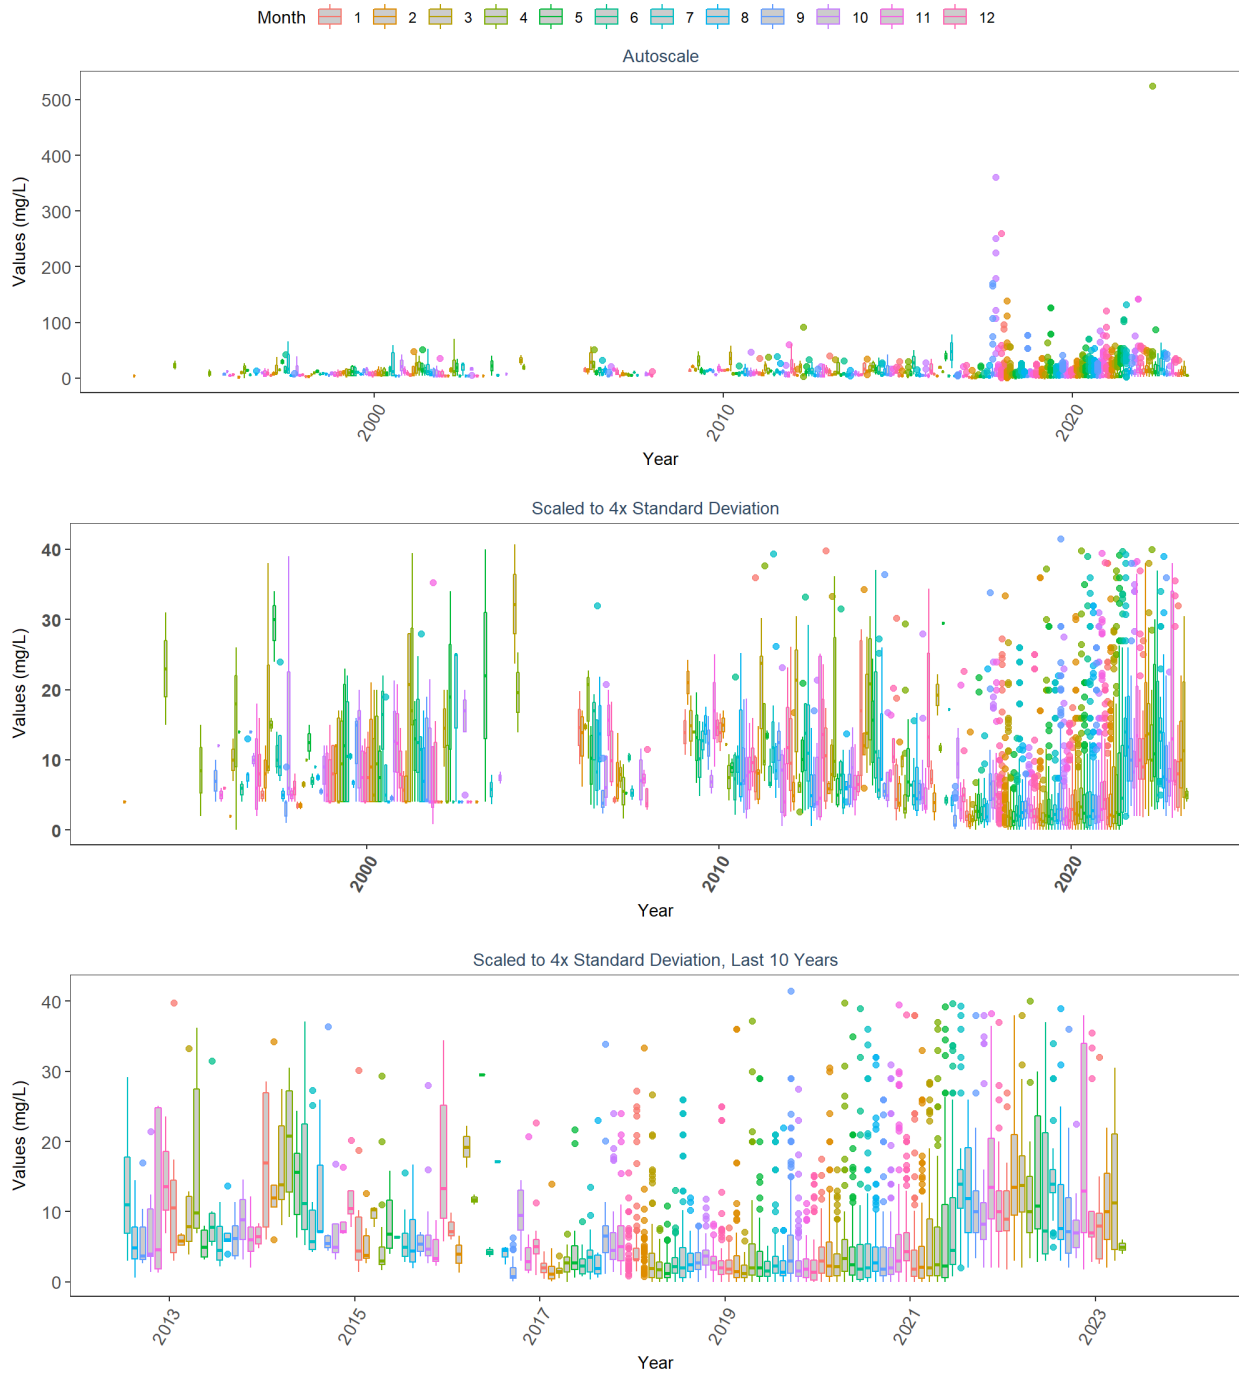 Month 1 2 3 4 5 6 7 8 9 10 11 12
Autoscale
Values (mg/L)
500
400
300
200
100
0
2000 2010 2020
Year
Scaled to 4x Standard Deviation
Values (mg/L)
40
30
20
10
0
2000 2010 2020
Year
Scaled to 4x Standard Deviation, Last 10 Years
Values (mg/L)
40
30
20
10
0
2013 2015 2017 2019 2021 2023
Year